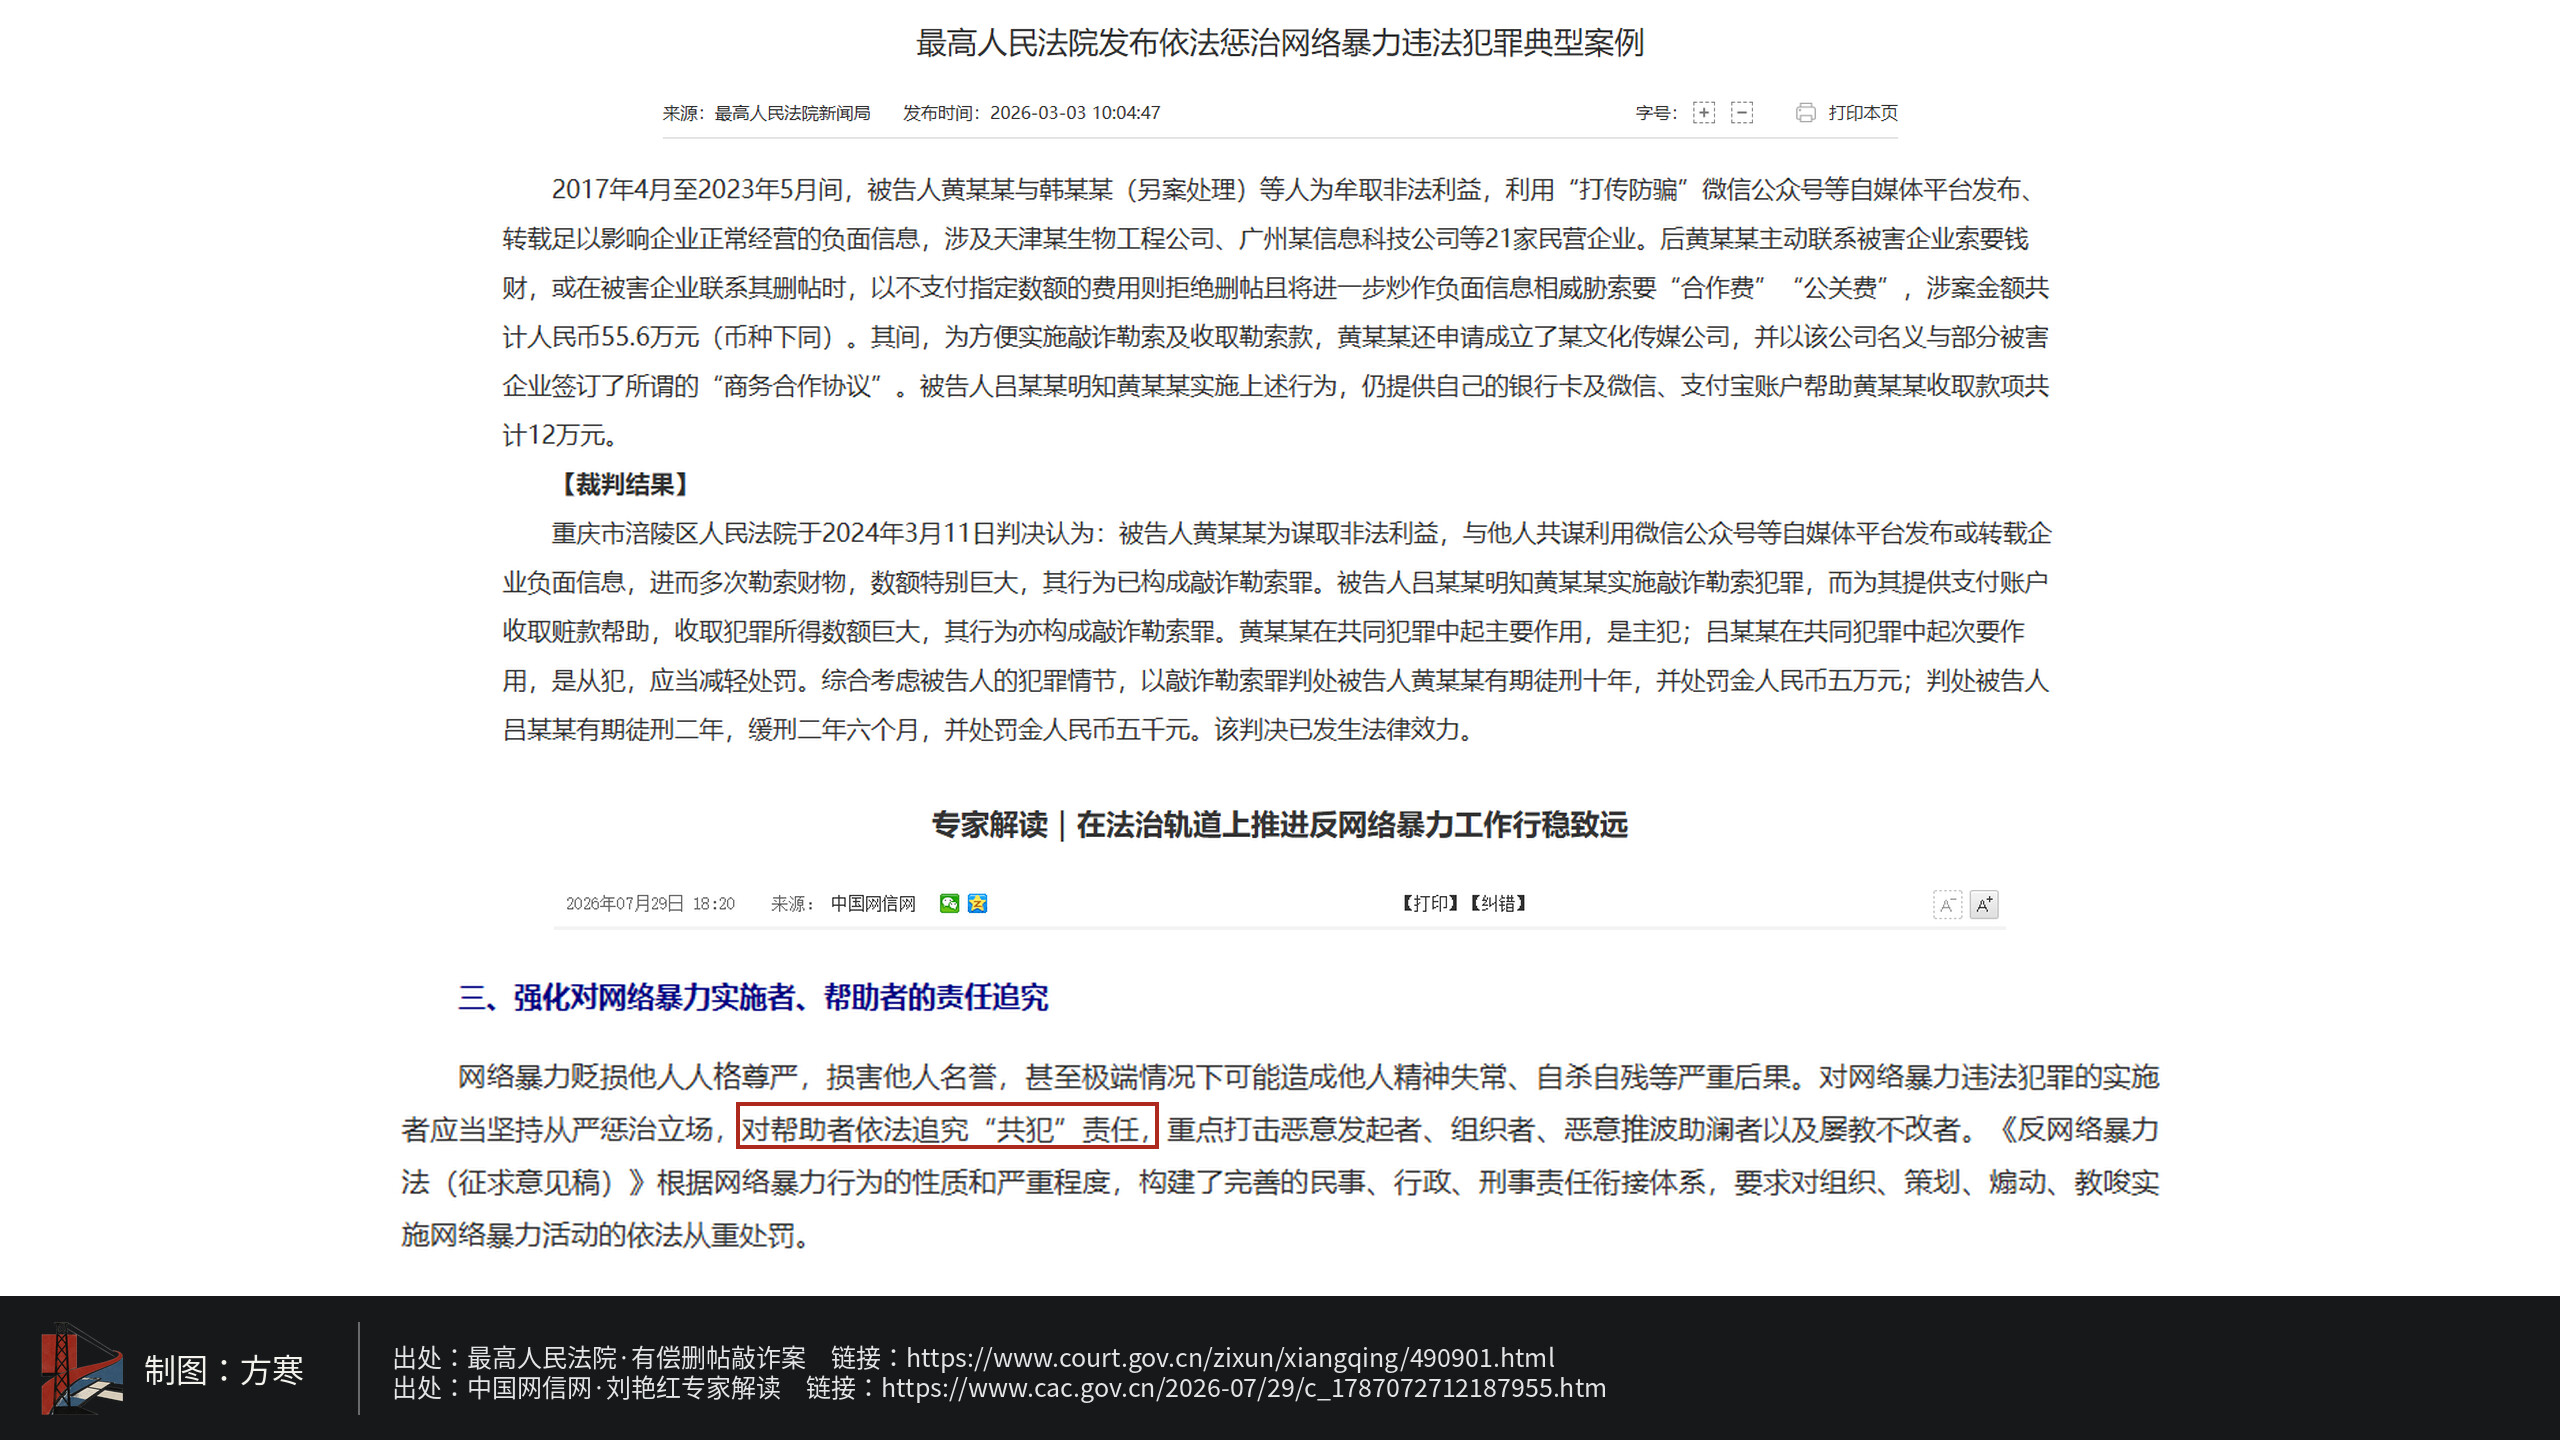 最高人民法院发布依法惩治网络暴力违法犯罪典型案例
来源：最高人民法院新闻局 发布时间：2026-03-03 10:04:47 字号： 打印本页
2017年4月至2023年5月间，被告人黄某某与韩某某（另案处理）等人为牟取非法利益，利用“打传防骗”微信公众号等自媒体平台发布、
转载足以影响企业正常经营的负面信息，涉及天津某生物工程公司、广州某信息科技公司等21家民营企业。后黄某某主动联系被害企业索要钱
财，或在被害企业联系其删帖时，以不支付指定数额的费用则拒绝删帖且将进一步炒作负面信息相威胁索要“合作费”“公关费”，涉案金额共
计人民币55.6万元（币种下同）。其间，为方便实施敲诈勒索及收取勒索款，黄某某还申请成立了某文化传媒公司，并以该公司名义与部分被害
企业签订了所谓的“商务合作协议”。被告人吕某某明知黄某某实施上述行为，仍提供自己的银行卡及微信、支付宝账户帮助黄某某收取款项共
计12万元。
【裁判结果】
重庆市涪陵区人民法院于2024年3月11日判决认为：被告人黄某某为谋取非法利益，与他人共谋利用微信公众号等自媒体平台发布或转载企
业负面信息，进而多次勒索财物，数额特别巨大，其行为已构成敲诈勒索罪。被告人吕某某明知黄某某实施敲诈勒索犯罪，而为其提供支付账户
收取赃款帮助，收取犯罪所得数额巨大，其行为亦构成敲诈勒索罪。黄某某在共同犯罪中起主要作用，是主犯；吕某某在共同犯罪中起次要作
用，是从犯，应当减轻处罚。综合考虑被告人的犯罪情节，以敲诈勒索罪判处被告人黄某某有期徒刑十年，并处罚金人民币五万元；判处被告人
吕某某有期徒刑二年，缓刑二年六个月，并处罚金人民币五千元。该判决已发生法律效力。
专家解读｜在法治轨道上推进反网络暴力工作行稳致远
2026年07月29日 18:20 来源： 中国网信网 【打印】【纠错】 A- A+
三、强化对网络暴力实施者、帮助者的责任追究
网络暴力贬损他人人格尊严，损害他人名誉，甚至极端情况下可能造成他人精神失常、自杀自残等严重后果。对网络暴力违法犯罪的实施
者应当坚持从严惩治立场，对帮助者依法追究“共犯”责任，重点打击恶意发起者、组织者、恶意推波助澜者以及屡教不改者。《反网络暴力
法（征求意见稿）》根据网络暴力行为的性质和严重程度，构建了完善的民事、行政、刑事责任衔接体系，要求对组织、策划、煽动、教唆实
施网络暴力活动的依法从重处罚。
制图：方寒
出处：最高人民法院·有偿删帖敲诈案 链接：https://www.court.gov.cn/zixun/xiangqing/490901.html
出处：中国网信网·刘艳红专家解读 链接：https://www.cac.gov.cn/2026-07/29/c_1787072712187955.htm